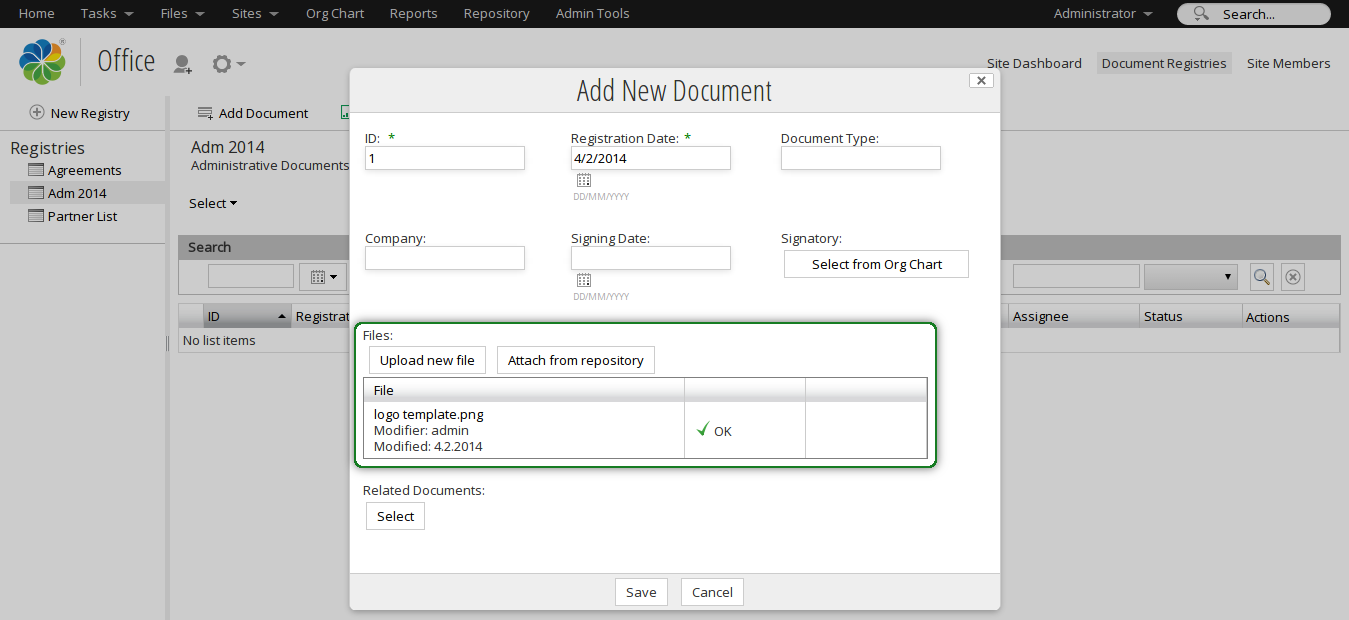 Home Tasks Files Sites Org Chart Reports Repository Admin Tools Administrator Search...
Office
Site Dashboard Document Registries Site Members
New Registry
Add Document
Registries
Agreements
Adm 2014
Partner List
Adm 2014
Administrative Documents
Select
Search
ID
No list items
Assignee Status Actions
Add New Document
ID: * Registration Date: * Document Type:
1 4/2/2014
DD/MM/YYYY
Company: Signing Date: Signatory:
Select from Org Chart
DD/MM/YYYY
Files:
Upload new file Attach from repository
File
logo template.png
Modifier: admin
Modified: 4.2.2014
OK
Related Documents:
Select
Save Cancel